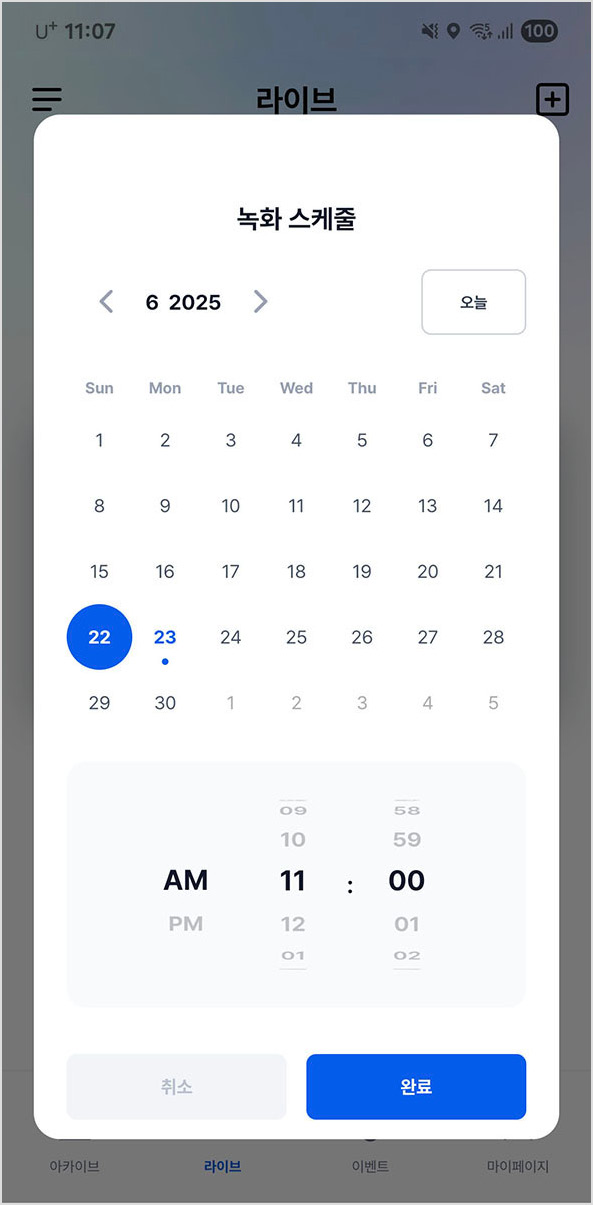 U⁺ 11:07 5 100
라이브
녹화 스케줄
6 2025 오늘
Sun Mon Tue Wed Thu Fri Sat
1 2 3 4 5 6 7
8 9 10 11 12 13 14
15 16 17 18 19 20 21
22 23 24 25 26 27 28
29 30 1 2 3 4 5
09 58
10 59
AM 11 : 00
PM 12 01
01 02
취소 완료
아카이브 라이브 이벤트 마이페이지